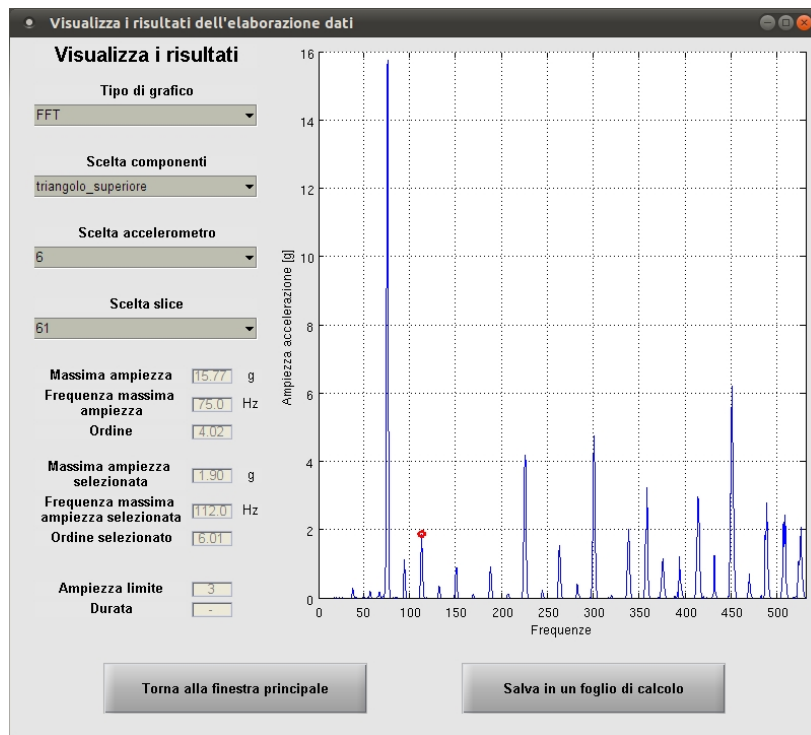 Visualizza i risultati dell'elaborazione dati
Visualizza i risultati
Tipo di grafico
FFT
Scelta componenti
triangolo_superiore
Scelta accelerometro
6
Scelta slice
61
Massima ampiezza 15.77 g
Frequenza massima
ampiezza 75.0 Hz
Ordine 4.02
Massima ampiezza
selezionata 1.90 g
Frequenza massima
ampiezza selezionata 112.0 Hz
Ordine selezionato 6.01
Ampiezza limite 3
Durata -
16
14
12
10
8
6
4
2
0
Ampiezza accelerazione [g]
0 50 100 150 200 250 300 350 400 450 500
Frequenze
Torna alla finestra principale
Salva in un foglio di calcolo